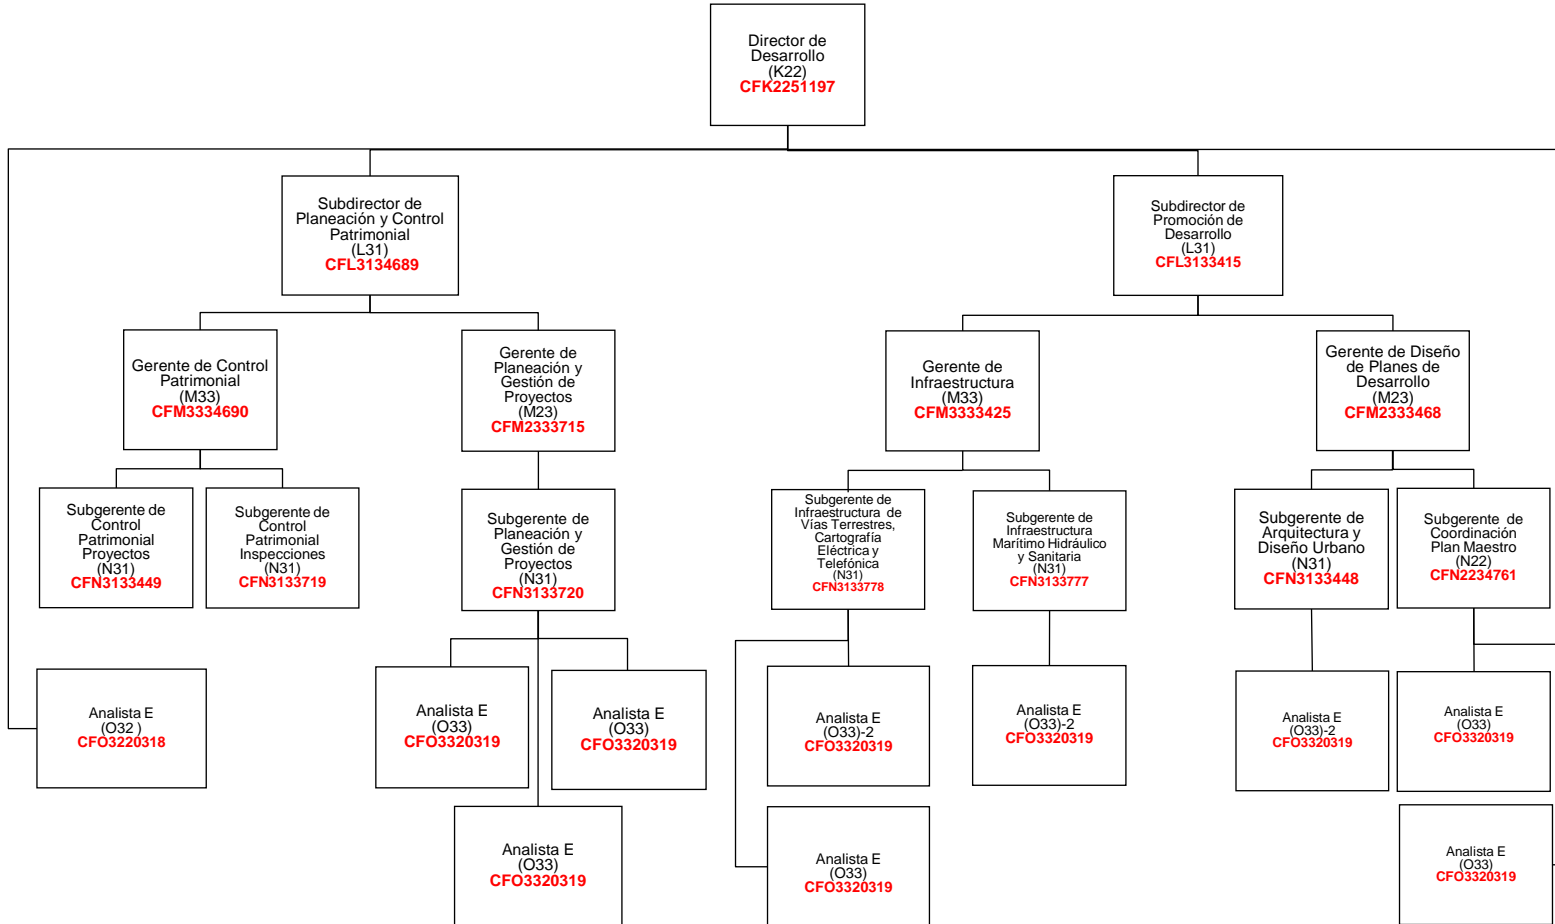 Director de
Desarrollo
(K22)
CFK2251197
Subdirector de
Planeación y Control
Patrimonial
(L31)
CFL3134689
Subdirector de
Promoción de
Desarrollo
(L31)
CFL3133415
Gerente de Control
Patrimonial
(M33)
CFM3334690
Gerente de
Planeación y
Gestión de
Proyectos
(M23)
CFM2333715
Gerente de
Infraestructura
(M33)
CFM3333425
Gerente de Diseño
de Planes de
Desarrollo
(M23)
CFM2333468
Subgerente de
Control
Patrimonial
Proyectos
(N31)
CFN3133449
Subgerente de
Control
Patrimonial
Inspecciones
(N31)
CFN3133719
Subgerente de
Planeación y
Gestión de
Proyectos
(N31)
CFN3133720
Subgerente de
Infraestructura de
Vías Terrestres,
Cartografía
Eléctrica y
Telefónica
(N31)
CFN3133778
Subgerente de
Infraestructura
Marítimo Hidráulico
y Sanitaria
(N31)
CFN3133777
Subgerente de
Arquitectura y
Diseño Urbano
(N31)
CFN3133448
Subgerente de
Coordinación
Plan Maestro
(N22)
CFN2234761
Analista E
(O32 )
CFO3220318
Analista E
(O33)
CFO3320319
Analista E
(O33)
CFO3320319
Analista E
(O33)-2
CFO3320319
Analista E
(O33)-2
CFO3320319
Analista E
(O33)-2
CFO3320319
Analista E
(O33)
CFO3320319
Analista E
(O33)
CFO3320319
Analista E
(O33)
CFO3320319
Analista E
(O33)
CFO3320319